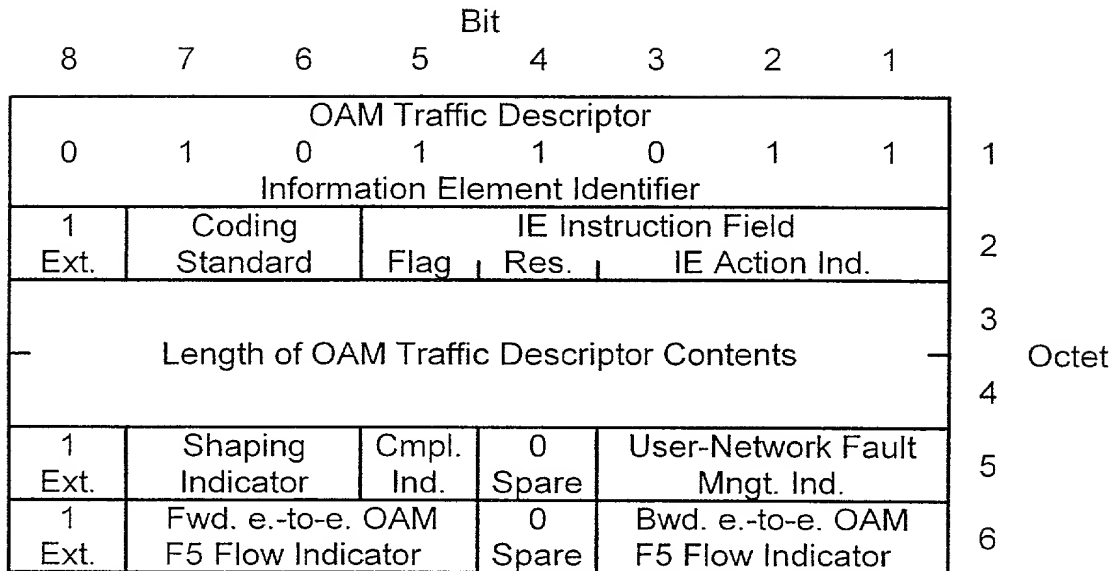 Bit
8 7 6 5 4 3 2 1
OAM Traffic Descriptor
0 1 0 1 1 0 1 1 1
Information Element Identifier
1 Coding IE Instruction Field
Ext. Standard Flag Res. IE Action Ind. 2
3
Length of OAM Traffic Descriptor Contents Octet
4
1 Shaping Cmpl. 0 User-Network Fault
Ext. Indicator Ind. Spare Mngt. Ind. 5
1 Fwd. e.-to-e. OAM 0 Bwd. e.-to-e. OAM
Ext. F5 Flow Indicator Spare F5 Flow Indicator 6